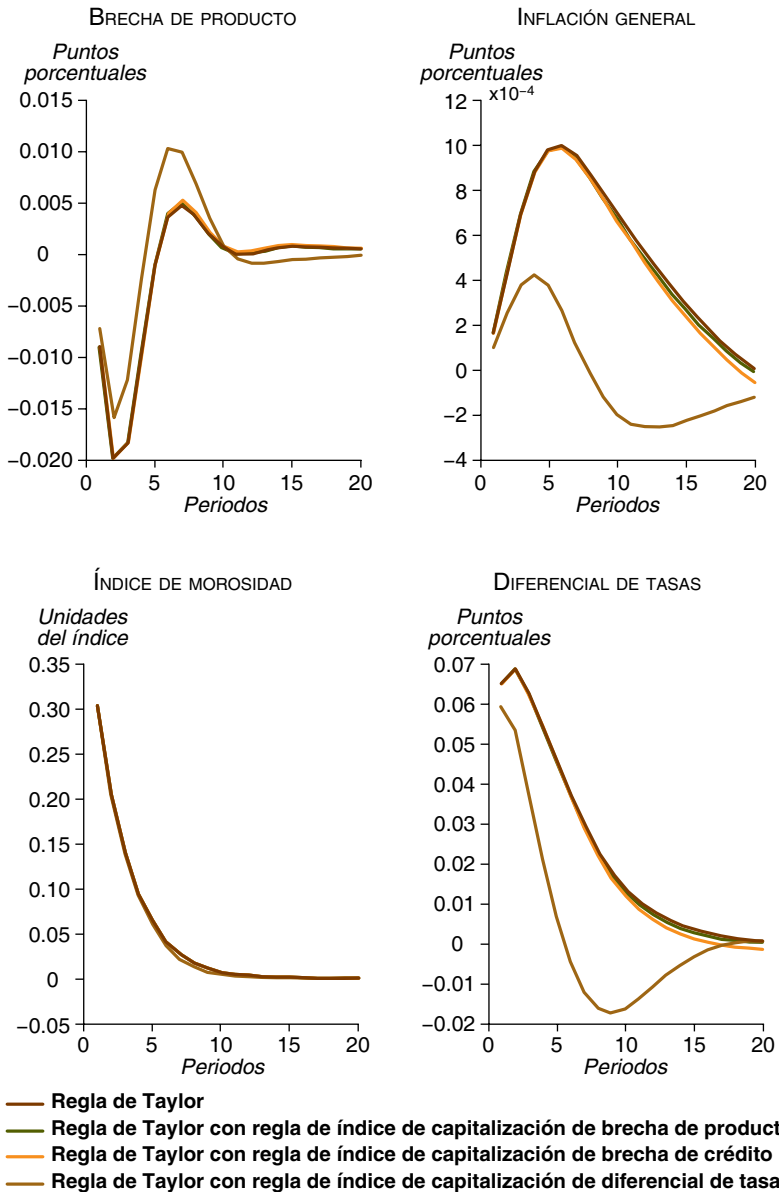 BRECHA DE PRODUCTO
Puntos
porcentuales
0.015
0.010
0.005
0
−0.005
−0.010
−0.015
−0.020
0 5 10 15 20
Periodos
INFLACIÓN GENERAL
Puntos
porcentuales
x10−4
12
10
8
6
4
2
0
−2
−4
0 5 10 15 20
Periodos
ÍNDICE DE MOROSIDAD
Unidades
del índice
0.35
0.30
0.25
0.20
0.15
0.10
0.05
0
−0.05
0 5 10 15 20
Periodos
DIFERENCIAL DE TASAS
Puntos
porcentuales
0.07
0.06
0.05
0.04
0.03
0.02
0.01
0
−0.01
−0.02
0 5 10 15 20
Periodos
Regla de Taylor
Regla de Taylor con regla de índice de capitalización de brecha de product
Regla de Taylor con regla de índice de capitalización de brecha de crédito
Regla de Taylor con regla de índice de capitalización de diferencial de tasa